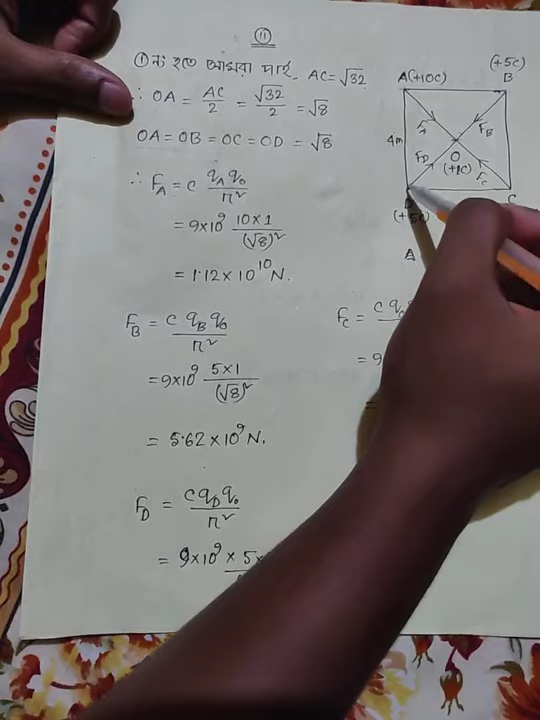 (11)
① নং হতে আমরা পাই, AC = √32
∴ OA = AC/2 = √32/2 = √8
OA = OB = OC = OD = √8
∴ F_A = C q_A q_0 / r²
= 9×10⁹ 10×1 / (√8)²
= 1.12×10¹⁰ N.
F_B = C q_B q_0 / r²
= 9×10⁹ 5×1 / (√8)²
= 5.62×10⁹ N.
F_D = C q_D q_0 / r²
= 9×10⁹ × 5×
F_C = C q_C
= 9
A(+10C)
(+5C)
B
4m
F_A
F_B
F_D
O
(+1C)
F_C
D
(+5C)
C
A